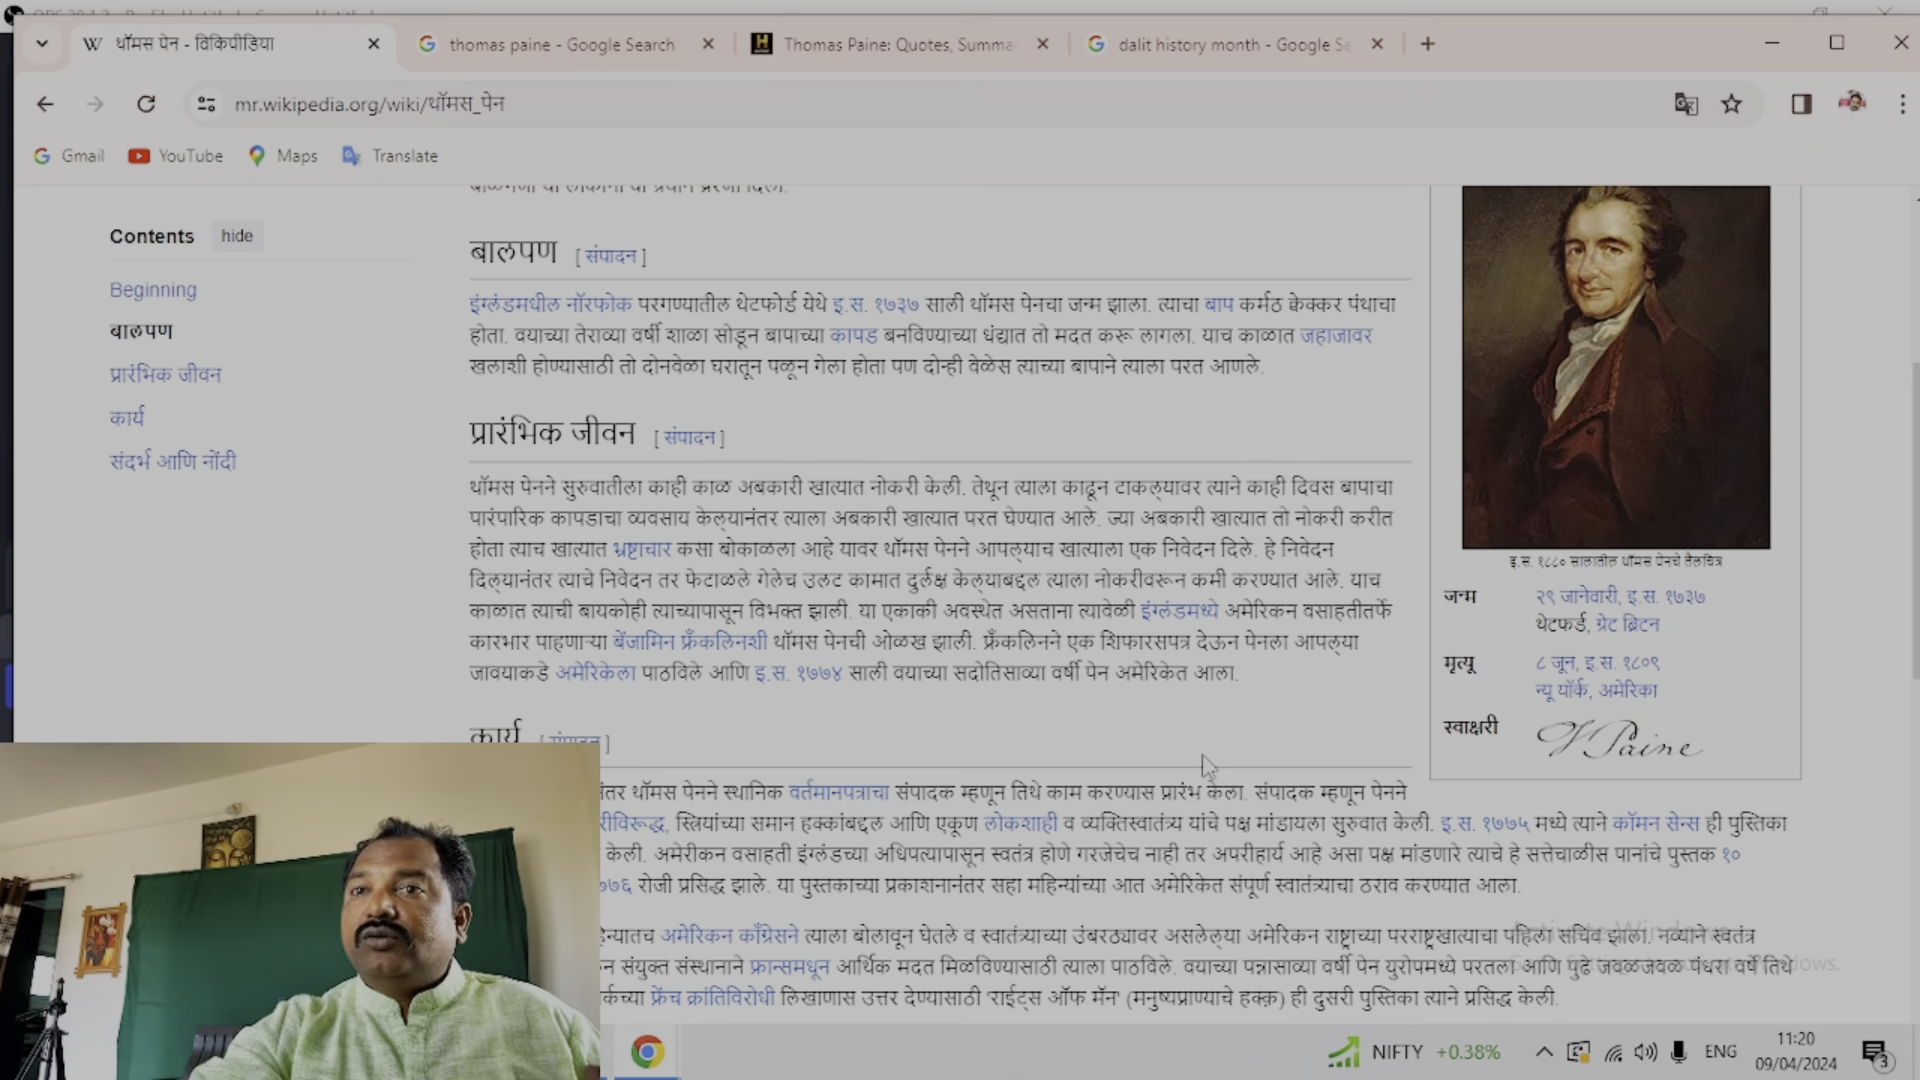 थॉमस पेन - विकिपीडिया
thomas paine - Google Search
Thomas Paine: Quotes, Summa
dalit history month - Google Se
mr.wikipedia.org/wiki/थॉमस_पेन
Gmail YouTube Maps Translate
Contents hide
Beginning
बालपण
प्रारंभिक जीवन
कार्य
संदर्भ आणि नोंदी
बालपण [ संपादन ]
इंग्लंडमधील नॉरफोक परगण्यातील थेटफोर्ड येथे इ.स. १७३७ साली थॉमस पेनचा जन्म झाला. त्याचा बाप कर्मठ क्वेक्कर पंथाचा
होता. वयाच्या तेराव्या वर्षी शाळा सोडून बापाच्या कापड बनविण्याच्या धंद्यात तो मदत करू लागला. याच काळात जहाजावर
खलाशी होण्यासाठी तो दोनवेळा घरातून पळून गेला होता पण दोन्ही वेळेस त्याच्या बापाने त्याला परत आणले.
प्रारंभिक जीवन [ संपादन ]
थॉमस पेनने सुरुवातीला काही काळ अबकारी खात्यात नोकरी केली. तेथून त्याला काढून टाकल्यावर त्याने काही दिवस बापाचा
पारंपारिक कापडाचा व्यवसाय केल्यानंतर त्याला अबकारी खात्यात परत घेण्यात आले. ज्या अबकारी खात्यात तो नोकरी करीत
होता त्याच खात्यात भ्रष्टाचार कसा बोकाळला आहे यावर थॉमस पेनने आपल्याच खात्याला एक निवेदन दिले. हे निवेदन
दिल्यानंतर त्याचे निवेदन तर फेटाळले गेलेच उलट कामात दुर्लक्ष केल्याबद्दल त्याला नोकरीवरून कमी करण्यात आले. याच
काळात त्याची बायकोही त्याच्यापासून विभक्त झाली. या एकाकी अवस्थेत असताना त्यावेळी इंग्लंडमध्ये अमेरिकन वसाहतीतर्फे
कारभार पाहणाऱ्या बेंजामिन फ्रँकलिनशी थॉमस पेनची ओळख झाली. फ्रँकलिनने एक शिफारसपत्र देऊन पेनला आपल्या
जावयाकडे अमेरिकेला पाठविले आणि इ.स. १७७४ साली वयाच्या सदोतिसाव्या वर्षी पेन अमेरिकेत आला.
कार्य [ संपादन ]
थॉमस पेनने स्थानिक वर्तमानपत्राचा संपादक म्हणून तिथे काम करण्यास प्रारंभ केला. संपादक म्हणून पेनने
स्त्रियांच्या समान हक्कांबद्दल आणि एकूण लोकशाही व व्यक्तिस्वातंत्र्य यांचे पक्ष मांडायला सुरुवात केली. इ.स. १७७५ मध्ये त्याने कॉमन सेन्स ही पुस्तिका
केली. अमेरीकन वसाहती इंग्लंडच्या अधिपत्यापासून स्वतंत्र होणे गरजेचेच नाही तर अपरीहार्य आहे असा पक्ष मांडणारे त्याचे हे सत्तेचाळीस पानांचे पुस्तक १०
रोजी प्रसिद्ध झाले. या पुस्तकाच्या प्रकाशनानंतर सहा महिन्यांच्या आत अमेरिकेत संपूर्ण स्वातंत्र्याचा ठराव करण्यात आला.
अमेरिकन काँग्रेसने त्याला बोलावून घेतले व स्वातंत्र्याच्या उंबरठ्यावर असलेल्या अमेरिकन राष्ट्राच्या परराष्ट्रखात्याचा पहिला सचिव झाला. नव्याने स्वतंत्र
संयुक्त संस्थानाने फ्रान्समधून आर्थिक मदत मिळविण्यासाठी त्याला पाठविले. वयाच्या पन्नासाव्या वर्षी पेन युरोपमध्ये परतला आणि पुढे जवळजवळ पंधरा वर्षे तिथे
फ्रेंच क्रांतिविरोधी लिखाणास उत्तर देण्यासाठी 'राईट्स ऑफ मॅन' (मनुष्यप्राण्याचे हक्क) ही दुसरी पुस्तिका त्याने प्रसिद्ध केली.
इ.स. १८८० सालातील थॉमस पेनचे तैलचित्र
जन्म २९ जानेवारी, इ.स. १७३७
थेटफर्ड, ग्रेट ब्रिटन
मृत्यू ८ जून, इ.स. १८०९
न्यू यॉर्क, अमेरिका
स्वाक्षरी Paine
NIFTY +0.38%
ENG
11:20
09/04/2024
3